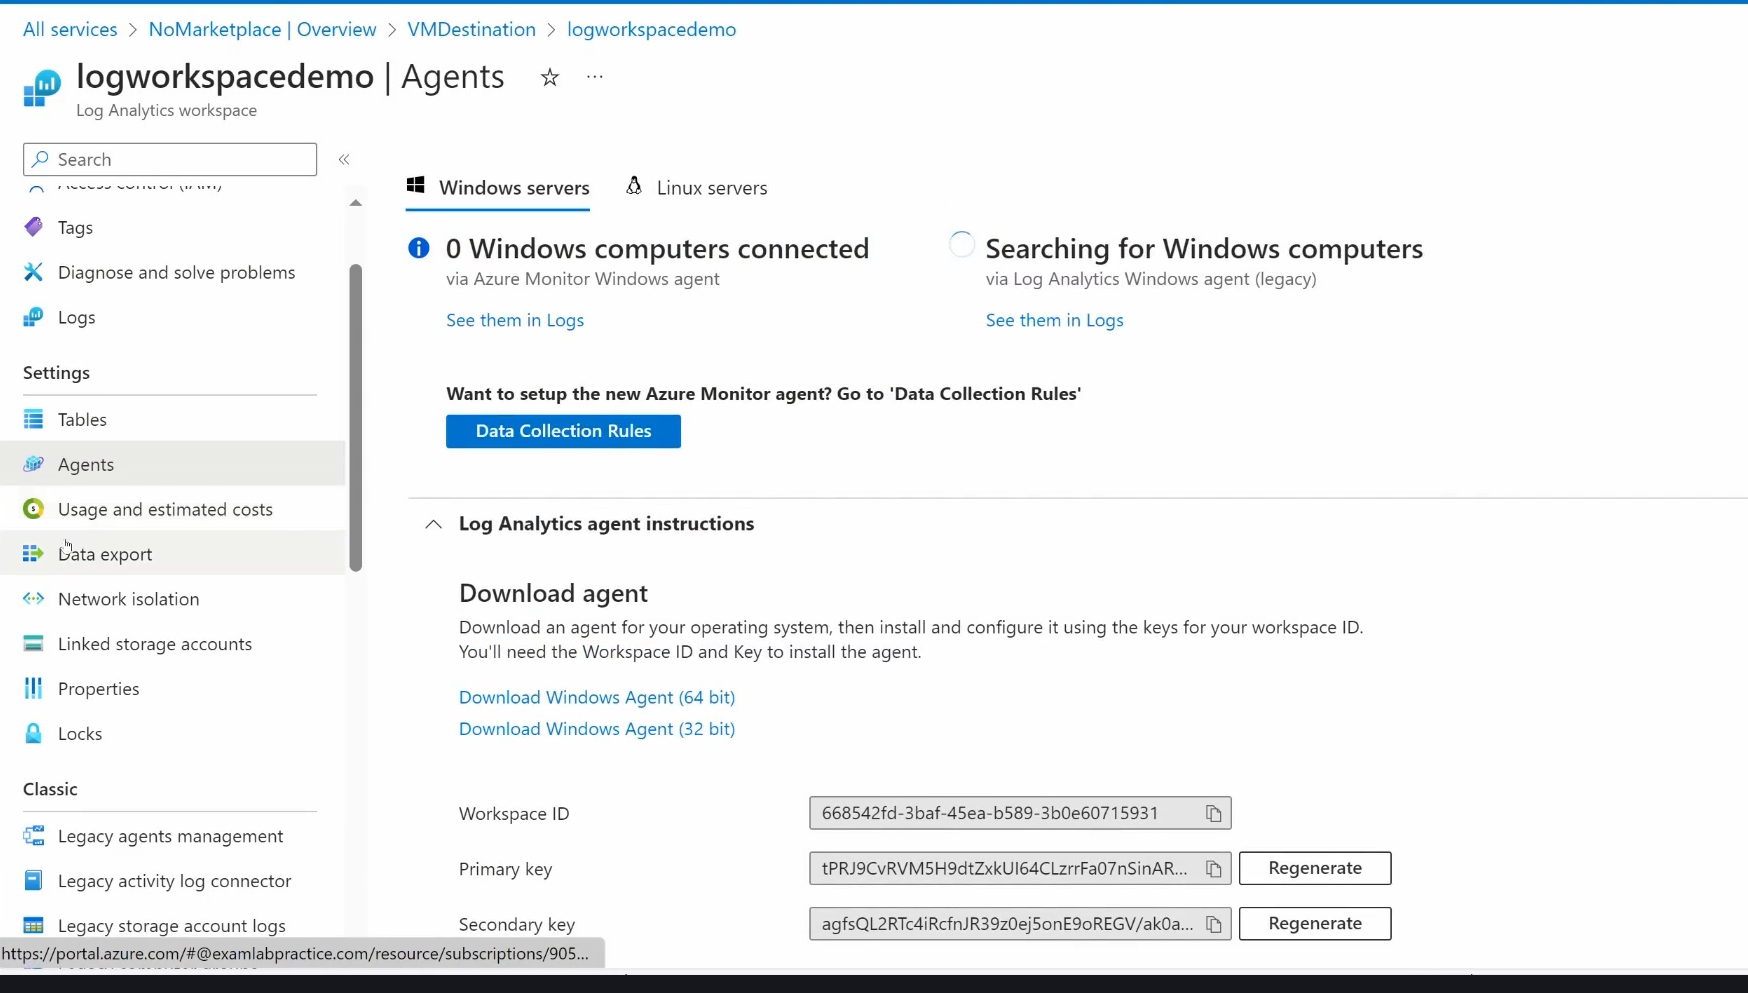 All services > NoMarketplace | Overview > VMDestination > logworkspacedemo
logworkspacedemo | Agents
Log Analytics workspace
Search
Access control (IAM)
Tags
Diagnose and solve problems
Logs
Settings
Tables
Agents
Usage and estimated costs
Data export
Network isolation
Linked storage accounts
Properties
Locks
Classic
Legacy agents management
Legacy activity log connector
Legacy storage account logs
https://portal.azure.com/#@examlabpractice.com/resource/subscriptions/905...
Windows servers
Linux servers
0 Windows computers connected
via Azure Monitor Windows agent
See them in Logs
Searching for Windows computers
via Log Analytics Windows agent (legacy)
See them in Logs
Want to setup the new Azure Monitor agent? Go to 'Data Collection Rules'
Data Collection Rules
Log Analytics agent instructions
Download agent
Download an agent for your operating system, then install and configure it using the keys for your workspace ID.
You'll need the Workspace ID and Key to install the agent.
Download Windows Agent (64 bit)
Download Windows Agent (32 bit)
Workspace ID
668542fd-3baf-45ea-b589-3b0e60715931
Primary key
tPRJ9CvRVM5H9dtZxkUI64CLzrrFa07nSinAR...
Regenerate
Secondary key
agfsQL2RTc4iRcfnJR39z0ej5onE9oREGV/ak0a...
Regenerate